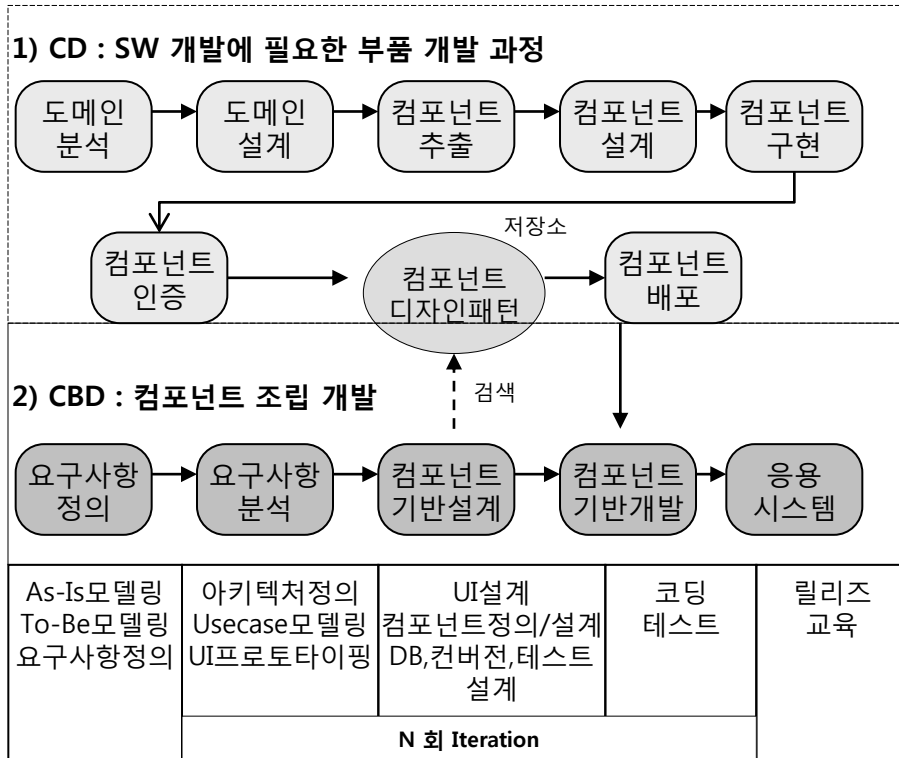 1) CD : SW 개발에 필요한 부품 개발 과정
도메인
분석
도메인
설계
컴포넌트
추출
컴포넌트
설계
컴포넌트
구현
컴포넌트
인증
저장소
컴포넌트
디자인패턴
컴포넌트
배포
2) CBD : 컴포넌트 조립 개발
검색
요구사항
정의
요구사항
분석
컴포넌트
기반설계
컴포넌트
기반개발
응용
시스템
As-Is모델링
To-Be모델링
요구사항정의
아키텍처정의
Usecase모델링
UI프로토타이핑
UI설계
컴포넌트정의/설계
DB,컨버전,테스트
설계
코딩
테스트
릴리즈
교육
N 회 Iteration